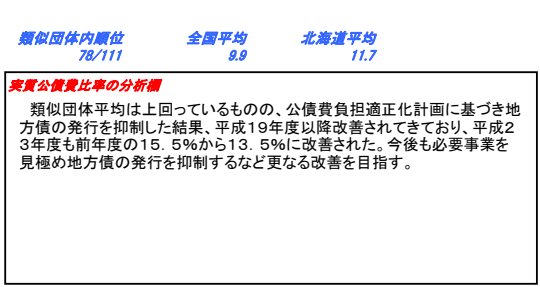 類似団体内順位 全国平均 北海道平均
78/111 9.9 11.7
実質公債費比率の分析欄
　類似団体平均は上回っているものの、公債費負担適正化計画に基づき地
方債の発行を抑制した結果、平成19年度以降改善されてきており、平成2
3年度も前年度の15．5%から13．5%に改善された。今後も必要事業を
見極め地方債の発行を抑制するなど更なる改善を目指す。